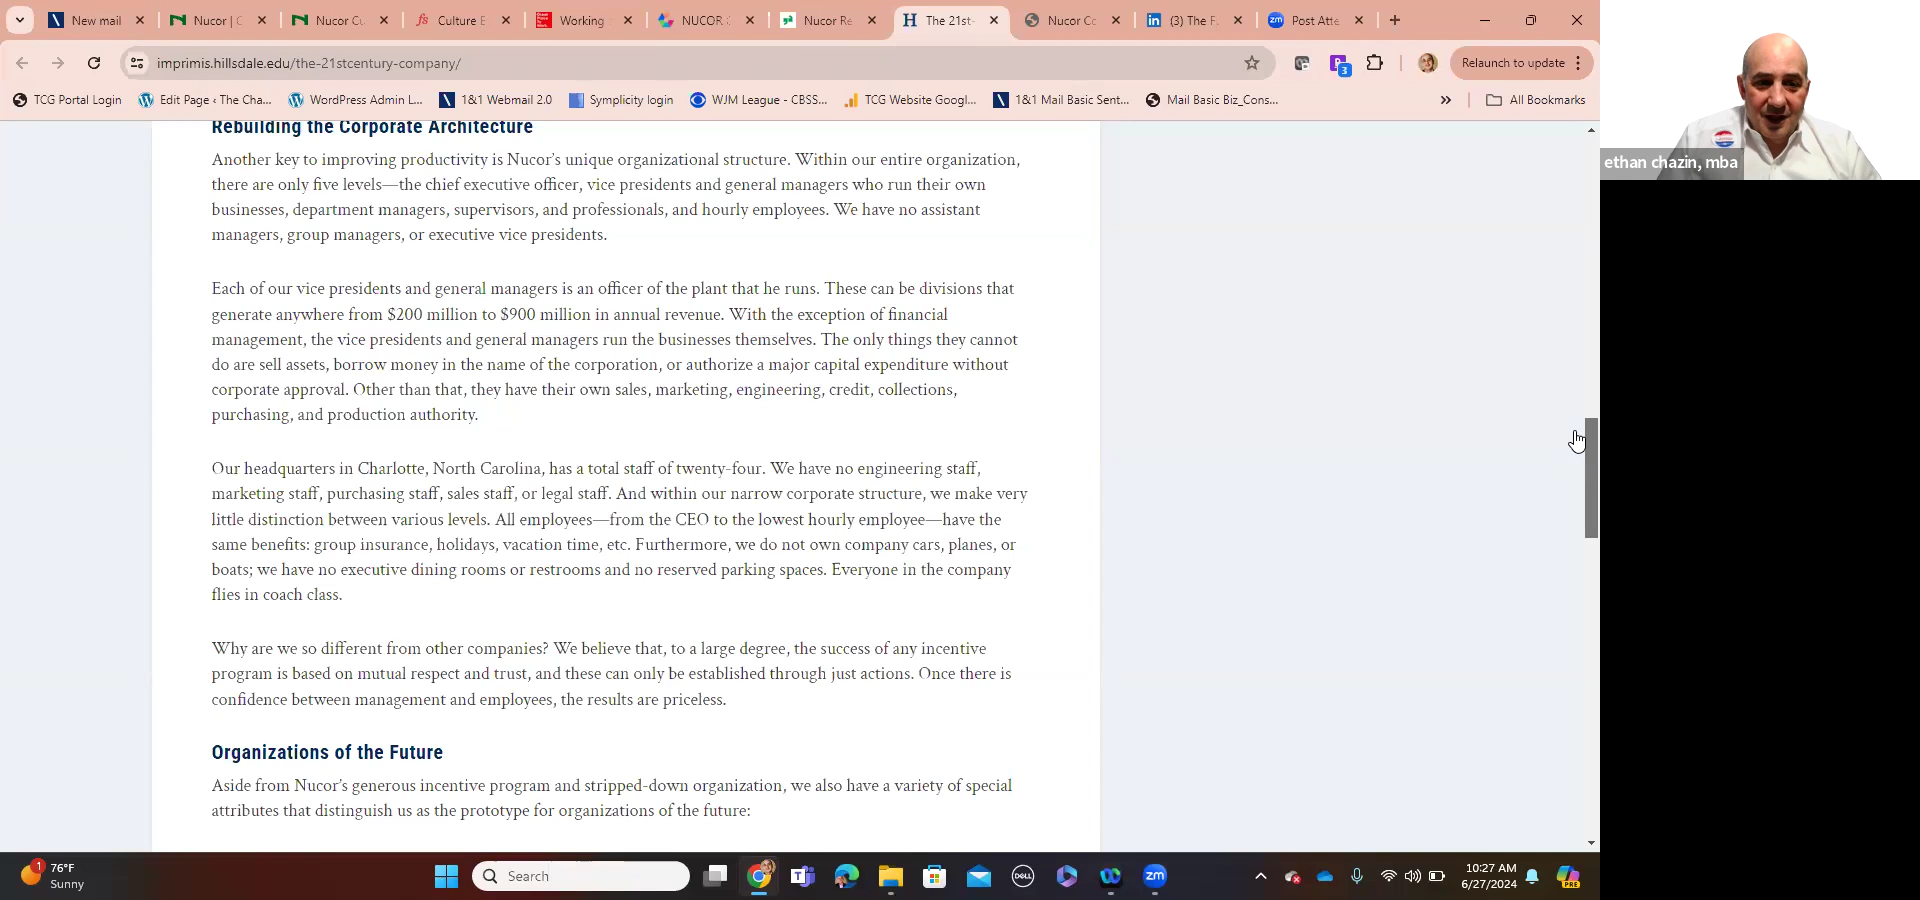 New mail
Nucor | C
Nucor Cu
Culture E
Working
NUCOR
Nucor Re
The 21st-
Nucor Co
(3) The F
Post Atte
imprimis.hillsdale.edu/the-21stcentury-company/
3
Relaunch to update
TCG Portal Login
Edit Page ‹ The Cha...
WordPress Admin L...
1&1 Webmail 2.0
Symplicity login
WJM League - CBSS...
TCG Website Googl...
1&1 Mail Basic Sent...
Mail Basic Biz_Cons...
All Bookmarks
Rebuilding the Corporate Architecture
Another key to improving productivity is Nucor's unique organizational structure. Within our entire organization,
there are only five levels—the chief executive officer, vice presidents and general managers who run their own
businesses, department managers, supervisors, and professionals, and hourly employees. We have no assistant
managers, group managers, or executive vice presidents.
Each of our vice presidents and general managers is an officer of the plant that he runs. These can be divisions that
generate anywhere from $200 million to $900 million in annual revenue. With the exception of financial
management, the vice presidents and general managers run the businesses themselves. The only things they cannot
do are sell assets, borrow money in the name of the corporation, or authorize a major capital expenditure without
corporate approval. Other than that, they have their own sales, marketing, engineering, credit, collections,
purchasing, and production authority.
Our headquarters in Charlotte, North Carolina, has a total staff of twenty-four. We have no engineering staff,
marketing staff, purchasing staff, sales staff, or legal staff. And within our narrow corporate structure, we make very
little distinction between various levels. All employees—from the CEO to the lowest hourly employee—have the
same benefits: group insurance, holidays, vacation time, etc. Furthermore, we do not own company cars, planes, or
boats; we have no executive dining rooms or restrooms and no reserved parking spaces. Everyone in the company
flies in coach class.
Why are we so different from other companies? We believe that, to a large degree, the success of any incentive
program is based on mutual respect and trust, and these can only be established through just actions. Once there is
confidence between management and employees, the results are priceless.
Organizations of the Future
Aside from Nucor's generous incentive program and stripped-down organization, we also have a variety of special
attributes that distinguish us as the prototype for organizations of the future:
ethan chazin, mba
1
76°F
Sunny
Search
DELL
zm
10:27 AM
6/27/2024
PRE